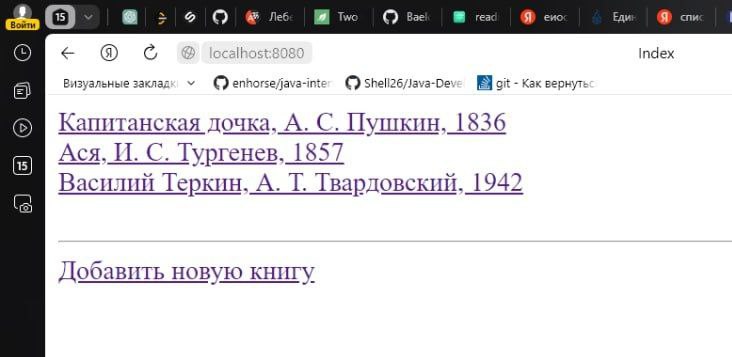 15
Лебе
Two
Bael
read
еиос
Един
спис
Войти
localhost:8080
Index
Визуальные закладк
enhorse/java-inter
Shell26/Java-Devel
git - Как вернутьс
15
Капитанская дочка, А. С. Пушкин, 1836
Ася, И. С. Тургенев, 1857
Василий Теркин, А. Т. Твардовский, 1942
Добавить новую книгу